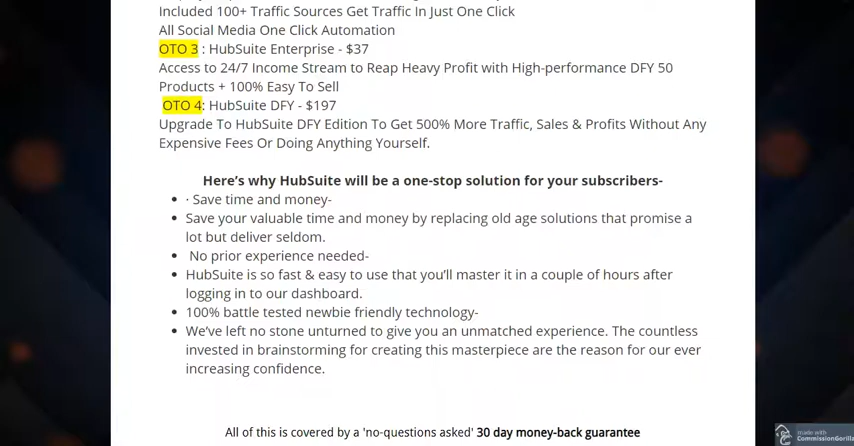 Included 100+ Traffic Sources Get Traffic In Just One Click
All Social Media One Click Automation
OTO 3 : HubSuite Enterprise - $37
Access to 24/7 Income Stream to Reap Heavy Profit with High-performance DFY 50
Products + 100% Easy To Sell
OTO 4: HubSuite DFY - $197
Upgrade To HubSuite DFY Edition To Get 500% More Traffic, Sales & Profits Without Any
Expensive Fees Or Doing Anything Yourself.
Here's why HubSuite will be a one-stop solution for your subscribers-
• · Save time and money-
• Save your valuable time and money by replacing old age solutions that promise a
lot but deliver seldom.
• No prior experience needed-
• HubSuite is so fast & easy to use that you'll master it in a couple of hours after
logging in to our dashboard.
• 100% battle tested newbie friendly technology-
• We've left no stone unturned to give you an unmatched experience. The countless
invested in brainstorming for creating this masterpiece are the reason for our ever
increasing confidence.
All of this is covered by a 'no-questions asked' 30 day money-back guarantee
made with